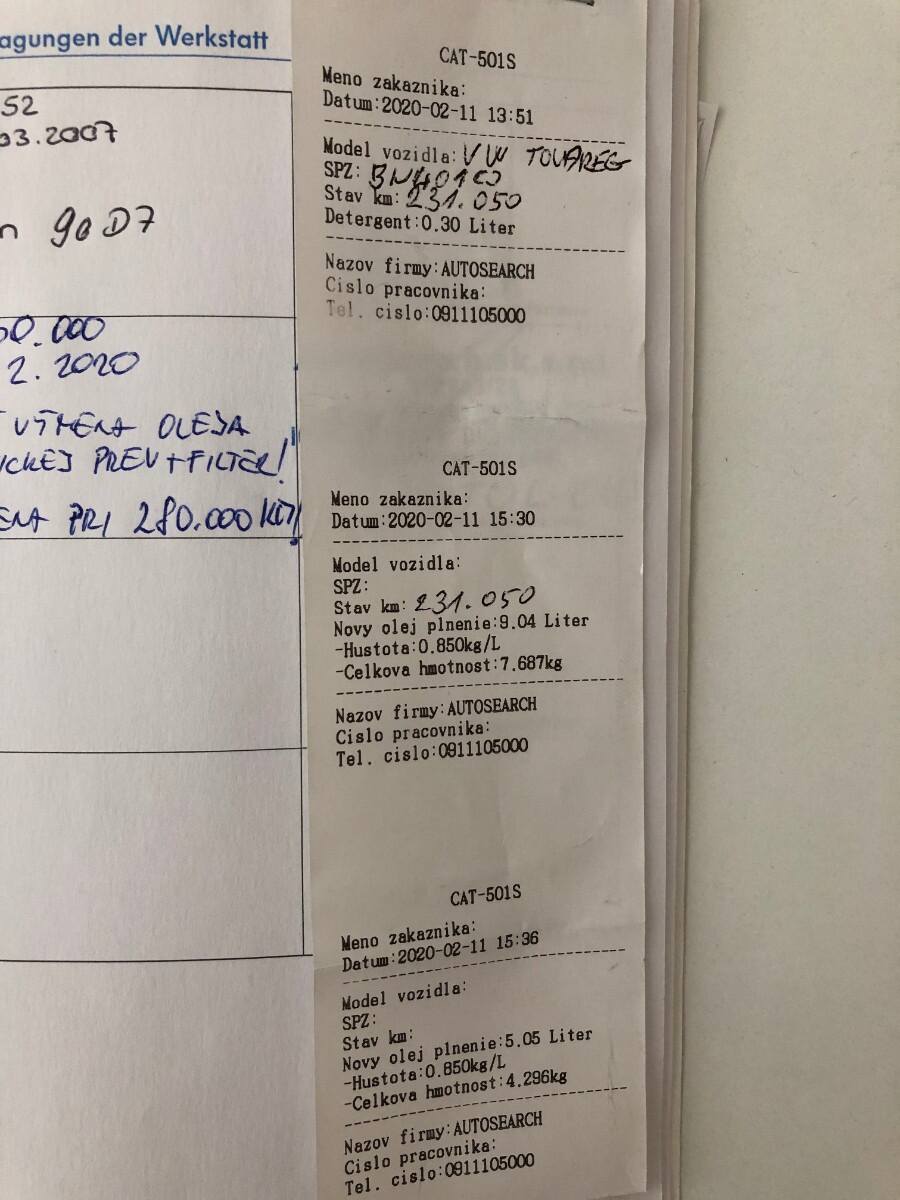 agungen der Werkstatt
52
03.2007
n 90D7
50.000
2. 2020
VÝMENA OLEJA
ICKEJ PREV+FILTER!
ENA PRI 280.000 KM!
CAT-501S
Meno zakaznika:
Datum:2020-02-11 13:51
Model vozidla: VW TOUAREG
SPZ: BN401CO
Stav km: 231.050
Detergent:0.30 Liter
Nazov firmy:AUTOSEARCH
Cislo pracovnika:
Tel. cislo:0911105000
CAT-501S
Meno zakaznika:
Datum:2020-02-11 15:30
Model vozidla:
SPZ:
Stav km: 231.050
Novy olej plnenie:9.04 Liter
-Hustota:0.850kg/L
-Celkova hmotnost:7.687kg
Nazov firmy:AUTOSEARCH
Cislo pracovnika:
Tel. cislo:0911105000
CAT-501S
Meno zakaznika:
Datum:2020-02-11 15:36
Model vozidla:
SPZ:
Stav km:
Novy olej plnenie:5.05 Liter
-Hustota:0.850kg/L
-Celkova hmotnost:4.296kg
Nazov firmy:AUTOSEARCH
Cislo pracovnika:
Tel. cislo:0911105000